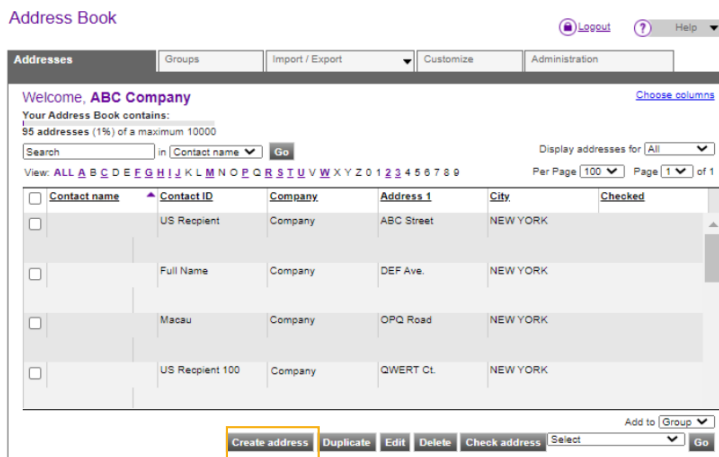 Address Book
Logout ? Help
Addresses Groups Import / Export Customize Administration
Welcome, ABC Company Choose columns
Your Address Book contains:
95 addresses (1%) of a maximum 10000
Search in Contact name Go Display addresses for All
View: ALL A B C D E F G H I J K L M N O P Q R S T U V W X Y Z 0 1 2 3 4 5 6 7 8 9 Per Page 100 Page 1 of 1
Contact name Contact ID Company Address 1 City Checked
US Recpient Company ABC Street NEW YORK
Full Name Company DEF Ave. NEW YORK
Macau Company OPQ Road NEW YORK
US Recpient 100 Company QWERT Ct. NEW YORK
Add to Group
Create address Duplicate Edit Delete Check address Select Go